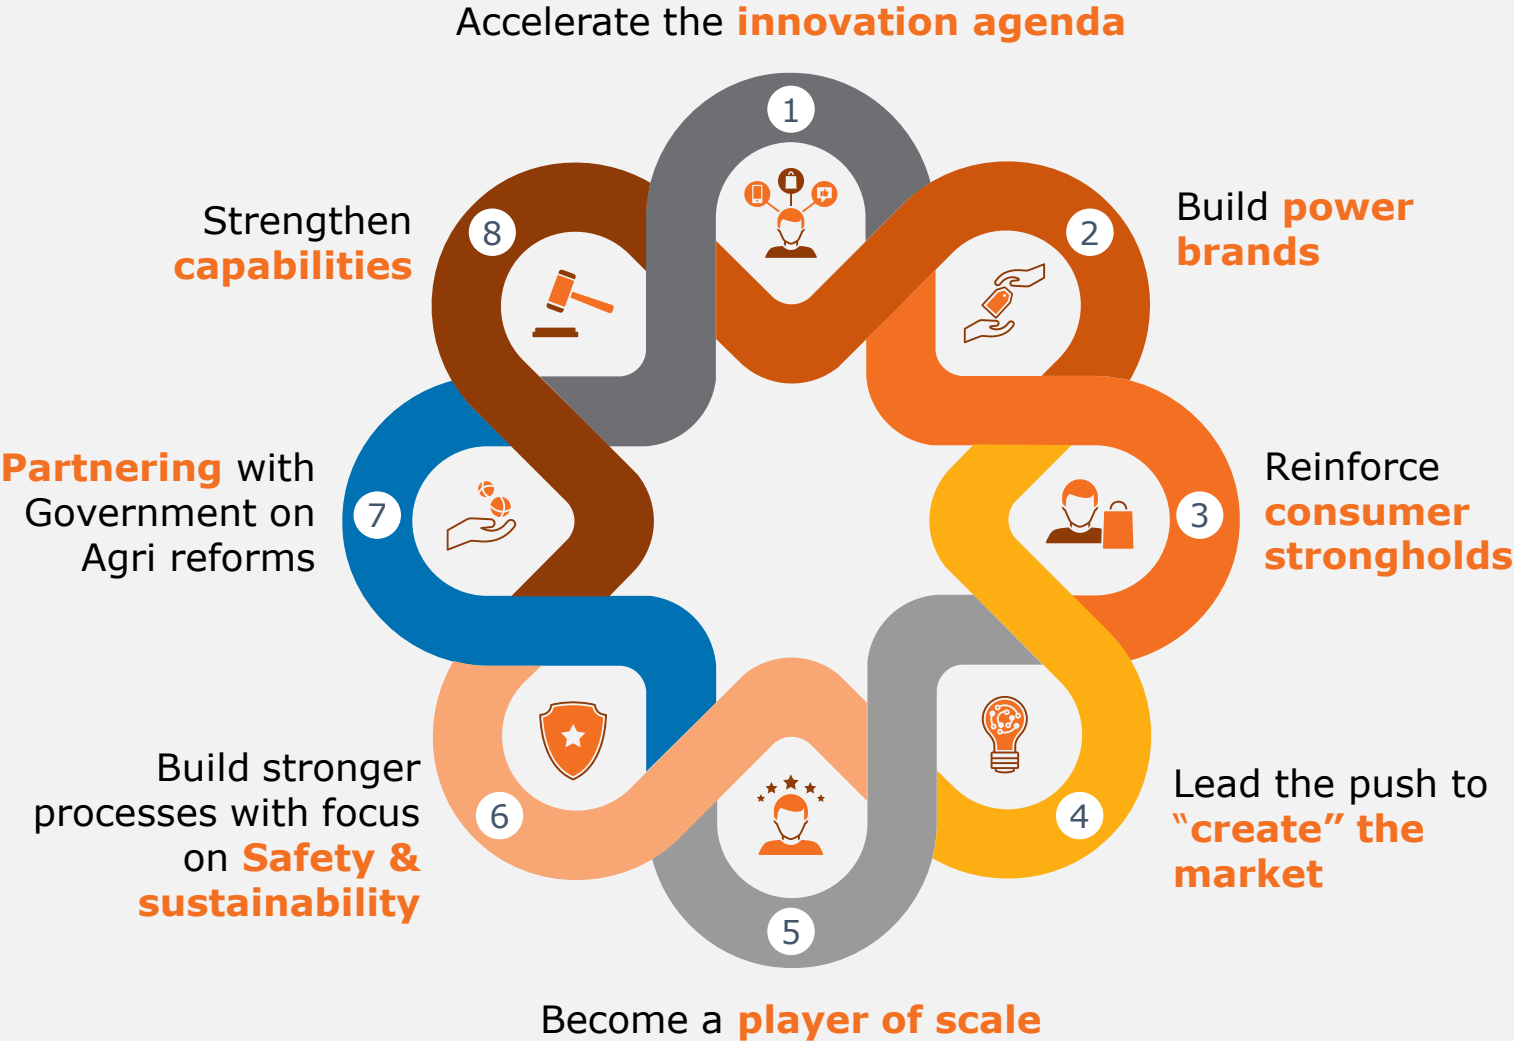 Accelerate the innovation agenda
1
Build power
brands
2
Reinforce
consumer
strongholds
3
Lead the push to
“create” the
market
4
Become a player of scale
5
Build stronger
processes with focus
on Safety &
sustainability
6
Partnering with
Government on
Agri reforms
7
Strengthen
capabilities
8